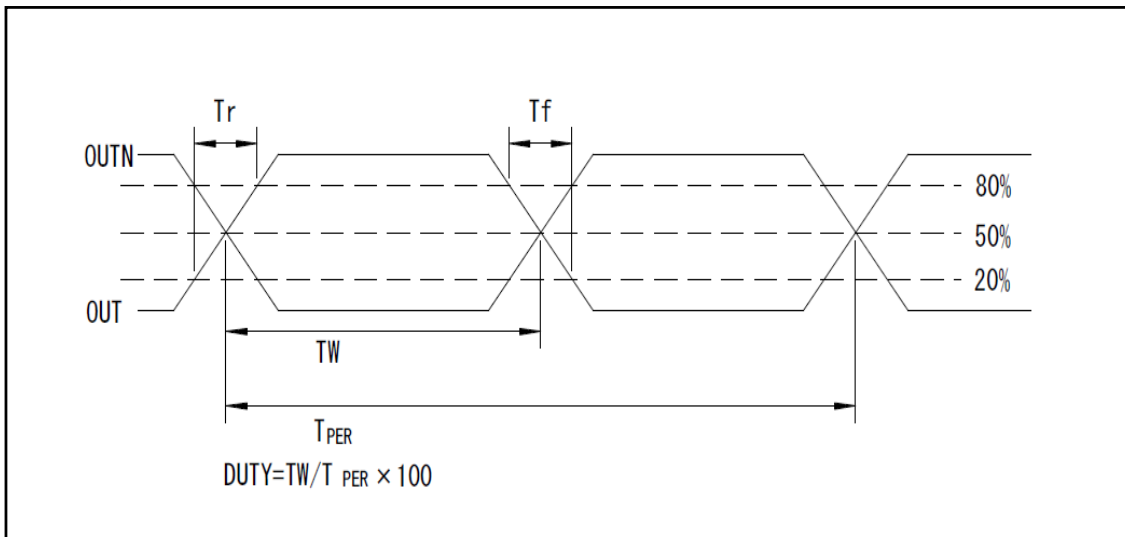 Tr
Tf
OUTN
80%
50%
20%
OUT
TW
TPER
DUTY=TW/T PER ×100